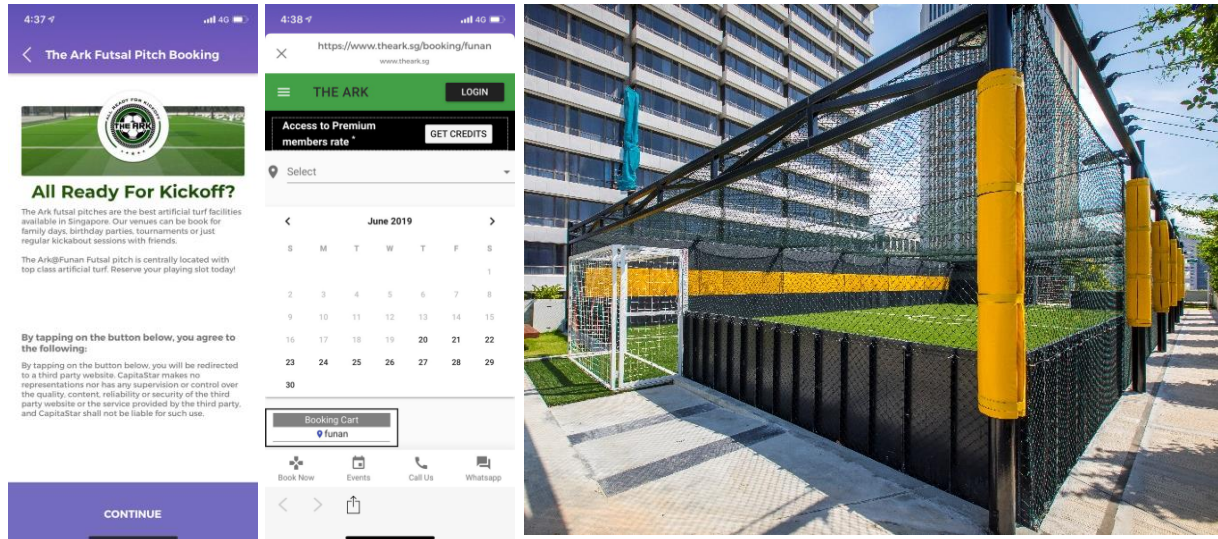 4:37
4G
The Ark Futsal Pitch Booking
ALL READY FOR KICKOFF
THE ARK
All Ready For Kickoff?
The Ark futsal pitches are the best artificial turf facilities
available in Singapore. Our venues can be book for
family days, birthday parties, tournaments or just
regular kickabout sessions with friends.
The Ark@Funan Futsal pitch is centrally located with
top class artificial turf. Reserve your playing slot today!
By tapping on the button below, you agree to
the following:
By tapping on the button below, you will be redirected
to a third party website. CapitaStar makes no
representations nor has any supervision or control over
the quality, content, reliability or security of the third
party website or the service provided by the third party,
and CapitaStar shall not be liable for such use.
CONTINUE
4:38
4G
https://www.theark.sg/booking/funan
www.theark.sg
THE ARK
LOGIN
Access to Premium
members rate *
GET CREDITS
Select
June 2019
S M T W T F S
1
2 3 4 5 6 7 8
9 10 11 12 13 14 15
16 17 18 19 20 21 22
23 24 25 26 27 28 29
30
Booking Cart
funan
Book Now Events Call Us Whatsapp